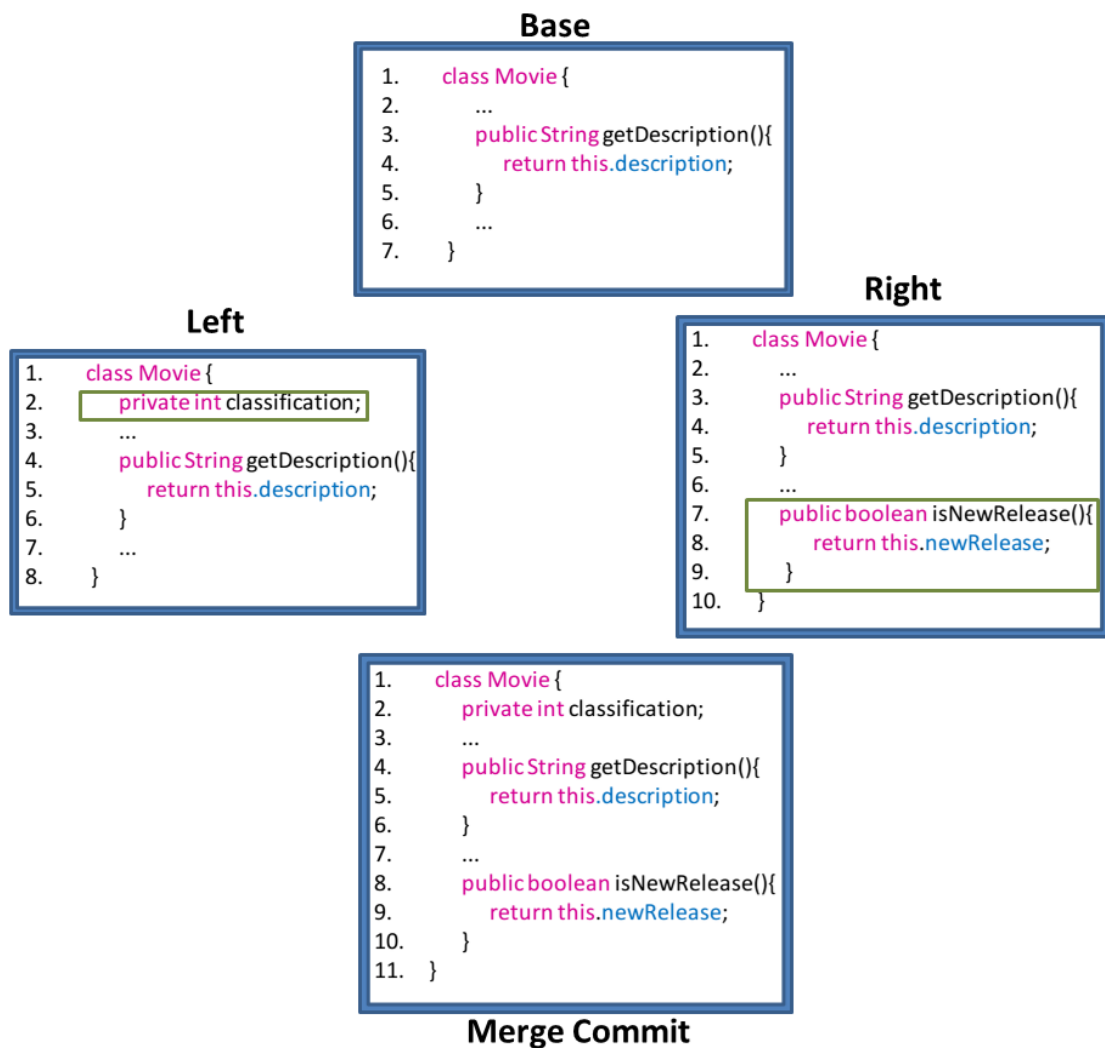 Base
1. class Movie {
2. ...
3. public String getDescription(){
4. return this.description;
5. }
6. ...
7. }
Left
1. class Movie {
2. private int classification;
3. ...
4. public String getDescription(){
5. return this.description;
6. }
7. ...
8. }
Right
1. class Movie {
2. ...
3. public String getDescription(){
4. return this.description;
5. }
6. ...
7. public boolean isNewRelease(){
8. return this.newRelease;
9. }
10. }
1. class Movie {
2. private int classification;
3. ...
4. public String getDescription(){
5. return this.description;
6. }
7. ...
8. public boolean isNewRelease(){
9. return this.newRelease;
10. }
11. }
Merge Commit